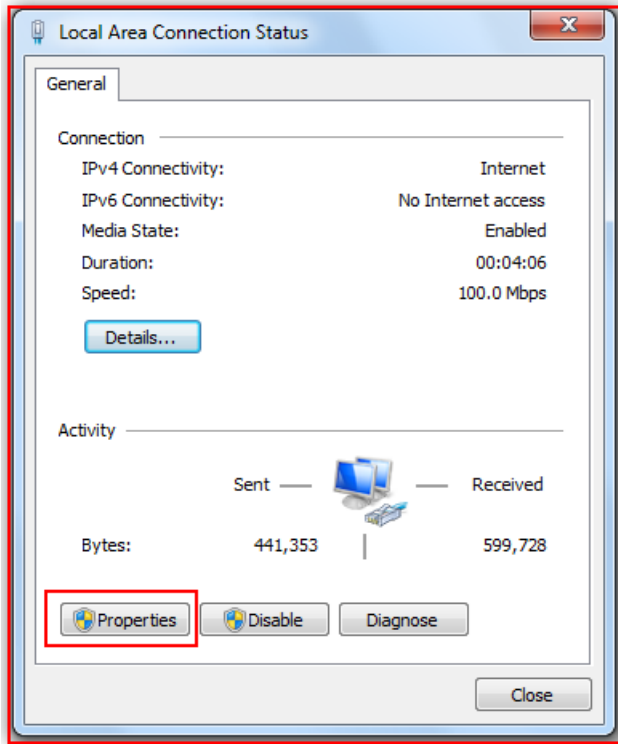 Local Area Connection Status
General
Connection
IPv4 Connectivity: Internet
IPv6 Connectivity: No Internet access
Media State: Enabled
Duration: 00:04:06
Speed: 100.0 Mbps
Details...
Activity
Sent Received
Bytes: 441,353 599,728
Properties Disable Diagnose
Close